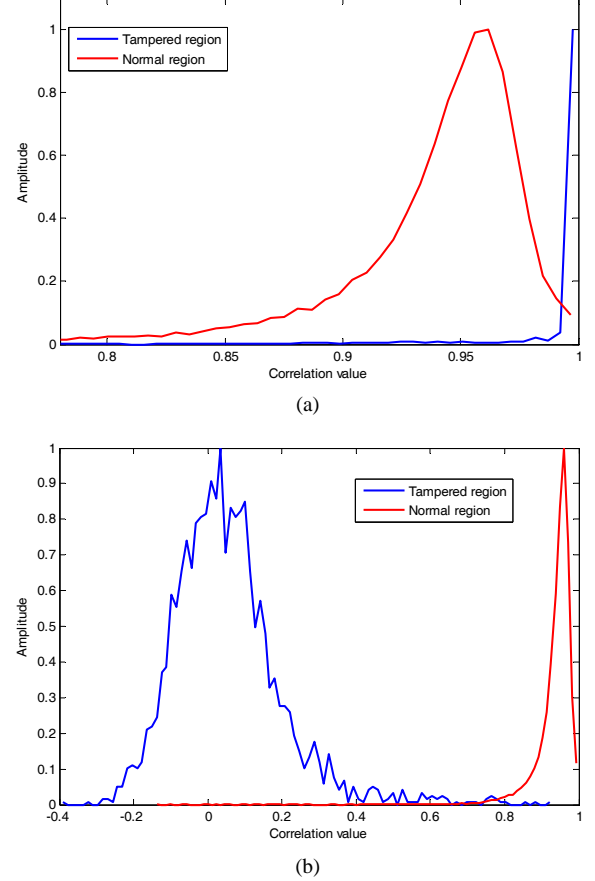 1
Tampered region
Normal region
0.8
0.6
0.4
0.2
0
Amplitude
0.8 0.85 0.9 0.95 1
Correlation value
(a)
1
0.9
0.8
0.7
0.6
0.5
0.4
0.3
0.2
0.1
0
Amplitude
Tampered region
Normal region
-0.4 -0.2 0 0.2 0.4 0.6 0.8 1
Correlation value
(b)